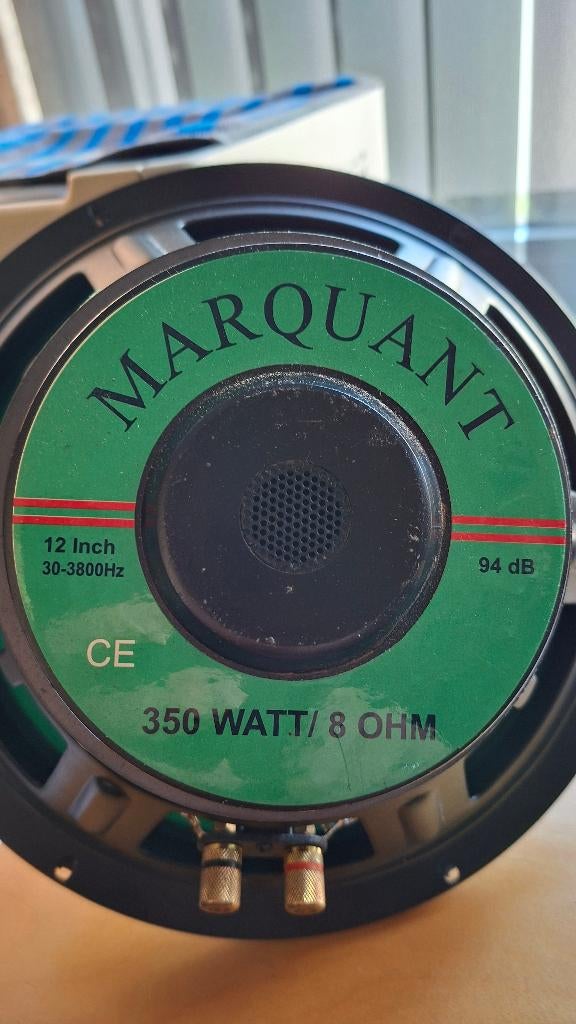 MARQUANT
12 Inch
30-3800Hz
94 dB
CE
350 WATT/ 8 OHM